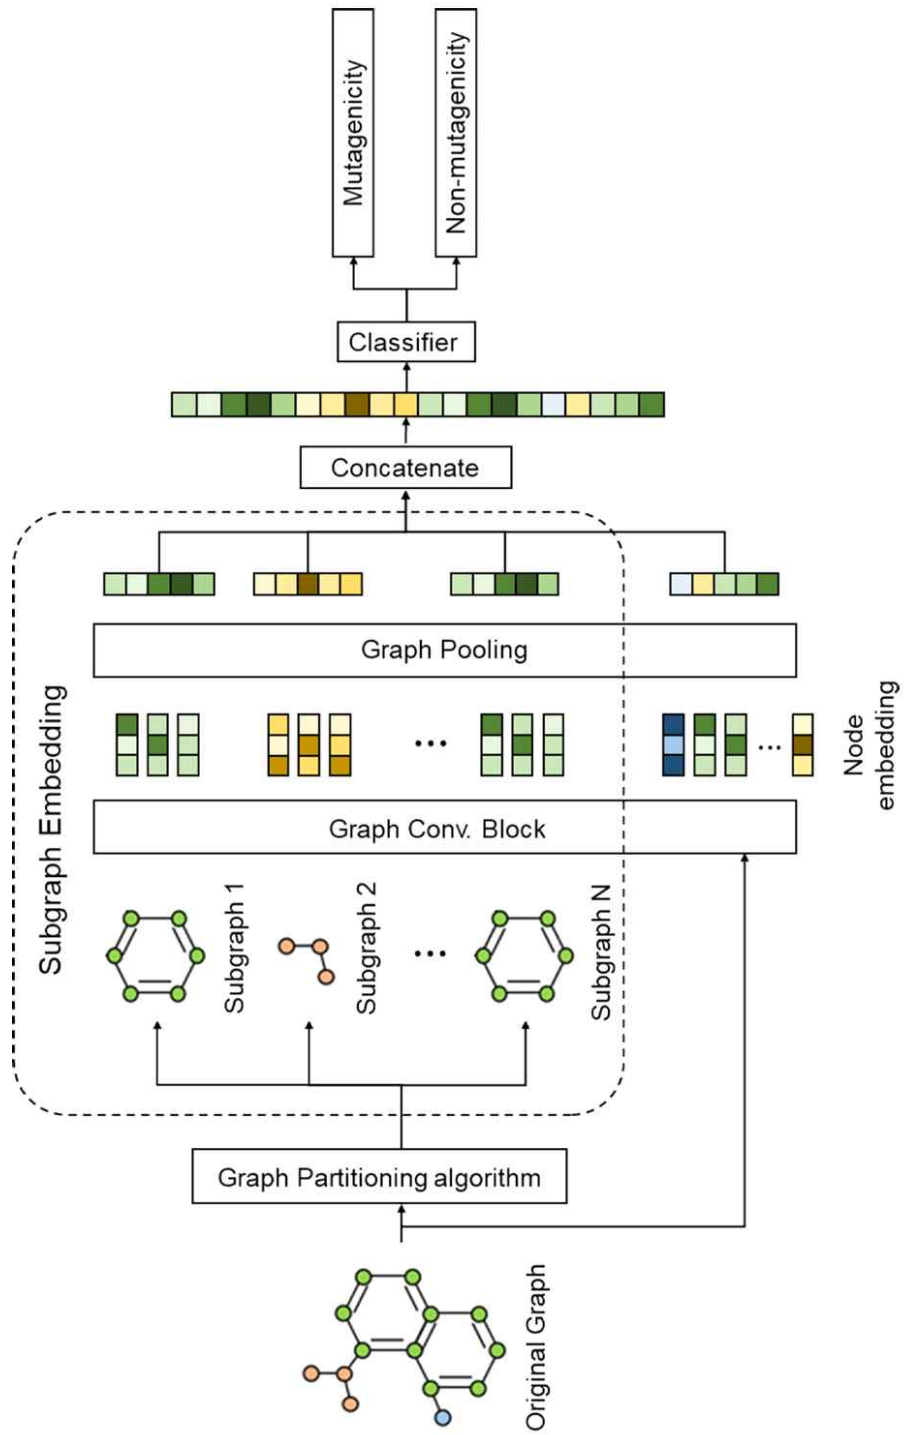 Mutagenicity
Non-mutagenicity
Classifier
Concatenate
Graph Pooling
Subgraph Embedding
Node
embedding
...
...
Graph Conv. Block
Subgraph 1
Subgraph 2
...
Subgraph N
Graph Partitioning algorithm
Original Graph